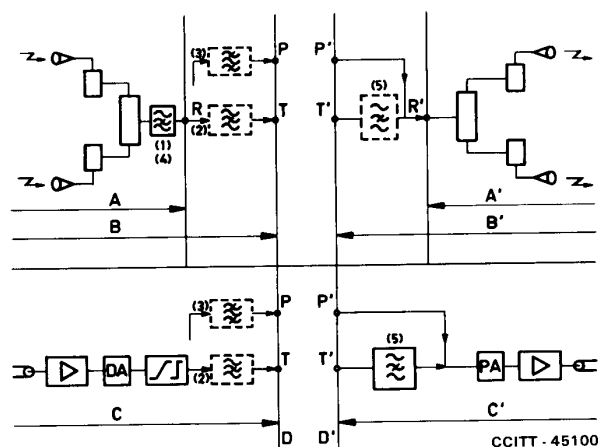 (3) P P'
R (2) T T' (5) R'
(1)
(4)
A A'
B B'
(3) P P'
DA (2) T T' (5) PA
C C'
D D' CCITT - 45100